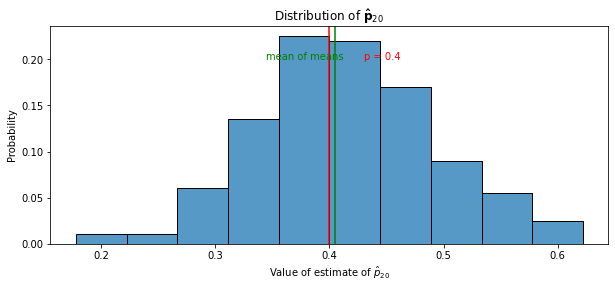 Distribution of p̂₂₀
mean of means
p = 0.4
Probability
0.20
0.15
0.10
0.05
0.00
0.2
0.3
0.4
0.5
0.6
Value of estimate of p̂₂₀